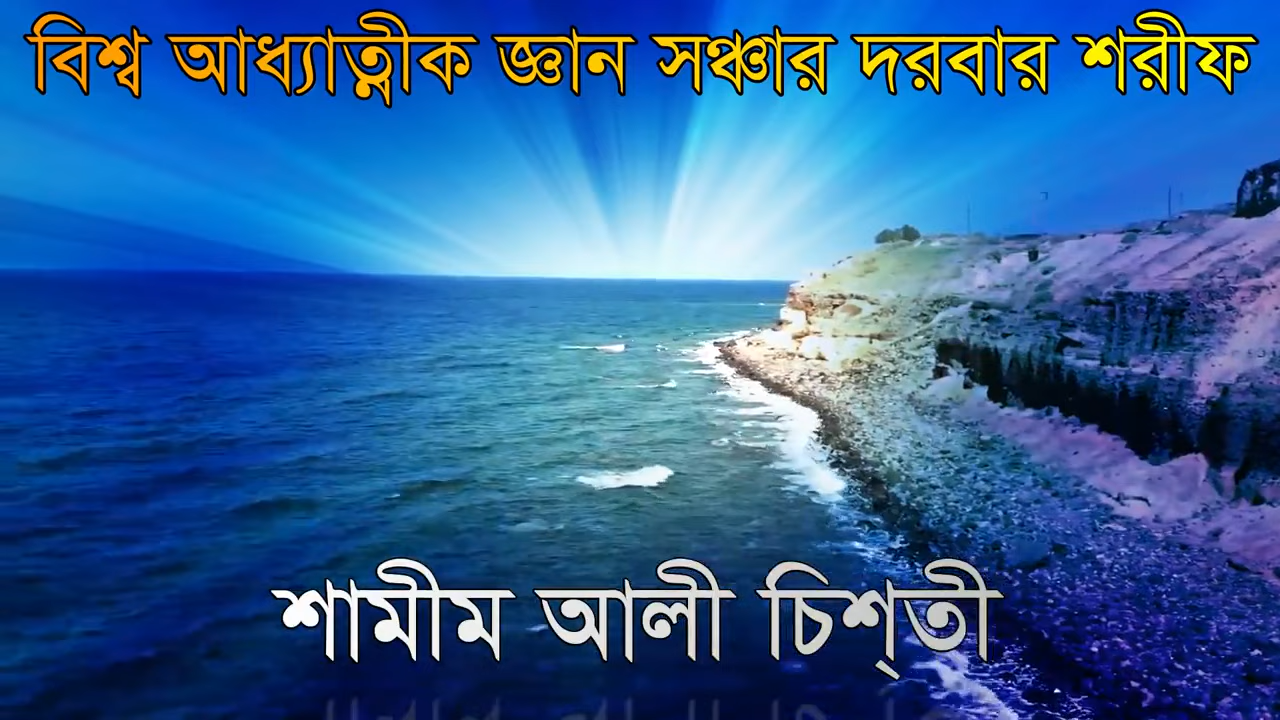 বিশ্ব আধ্যাত্নীক জ্ঞান সঞ্চার দরবার শরীফ
শামীম আলী চিশ্‌তী